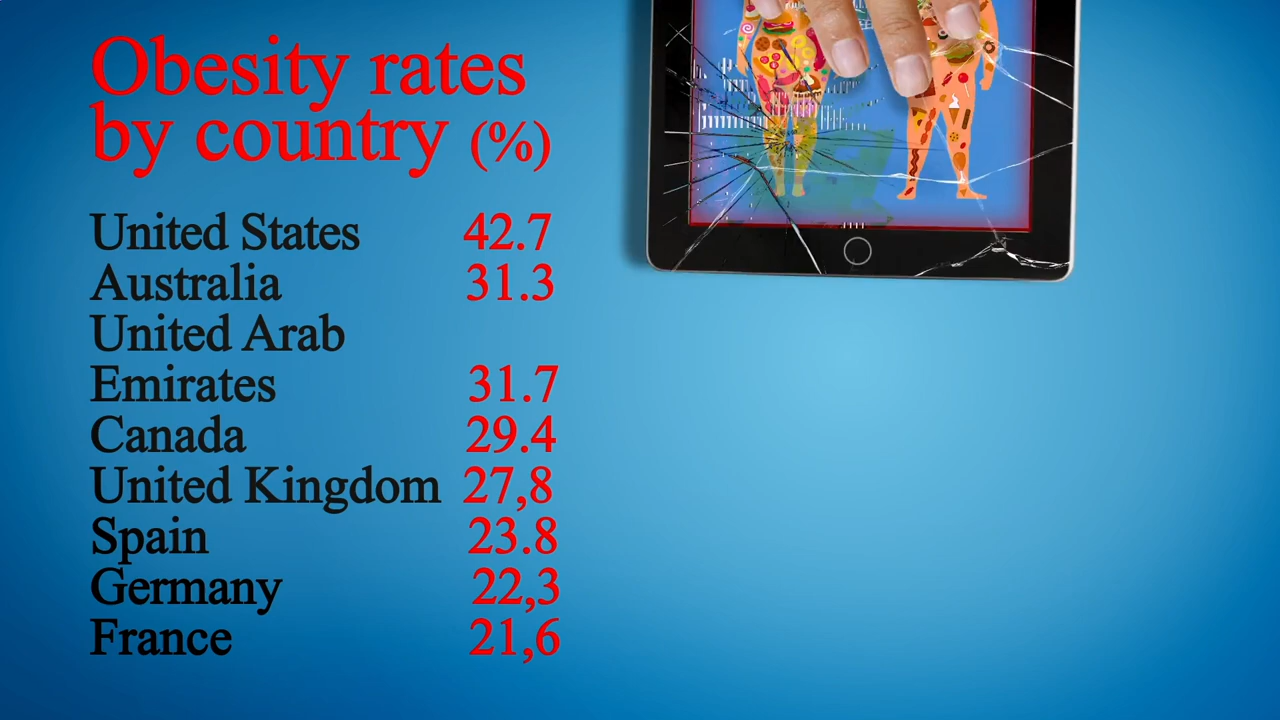 Obesity rates
by country (%)
United States 42.7
Australia 31.3
United Arab
Emirates 31.7
Canada 29.4
United Kingdom 27,8
Spain 23.8
Germany 22,3
France 21,6